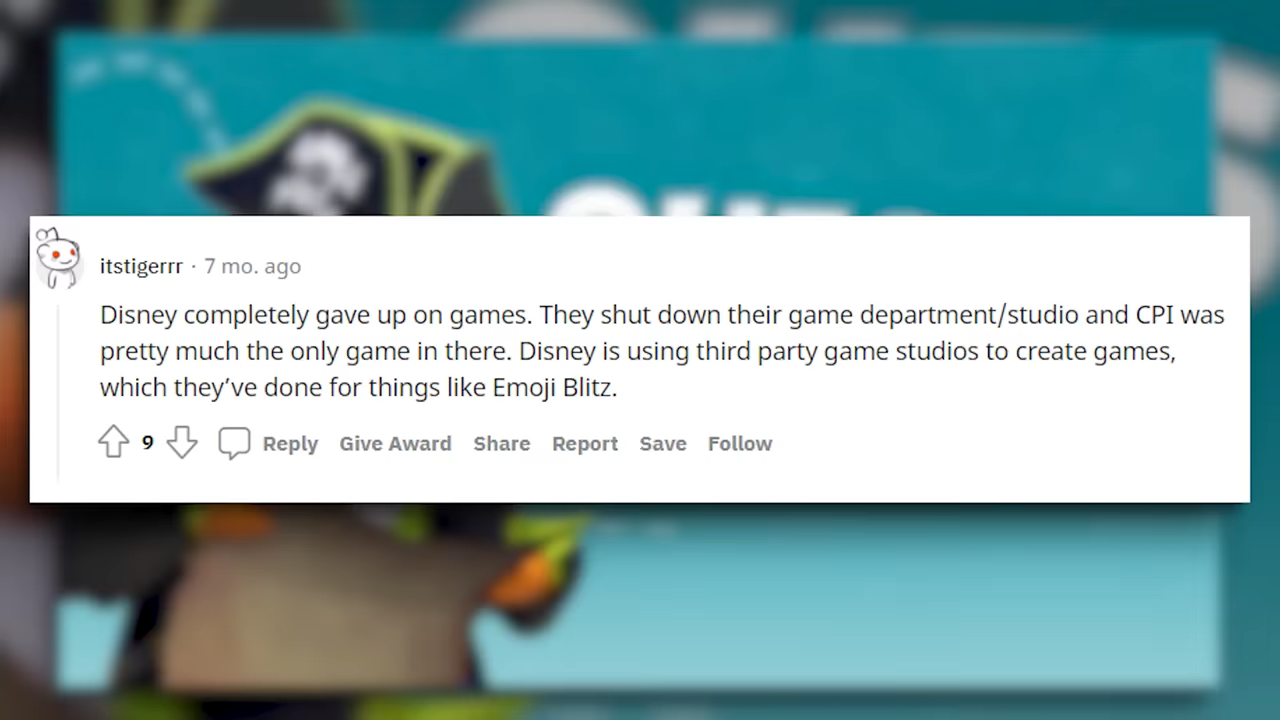 itstigerrr · 7 mo. ago
Disney completely gave up on games. They shut down their game department/studio and CPI was
pretty much the only game in there. Disney is using third party game studios to create games,
which they’ve done for things like Emoji Blitz.
9 Reply Give Award Share Report Save Follow